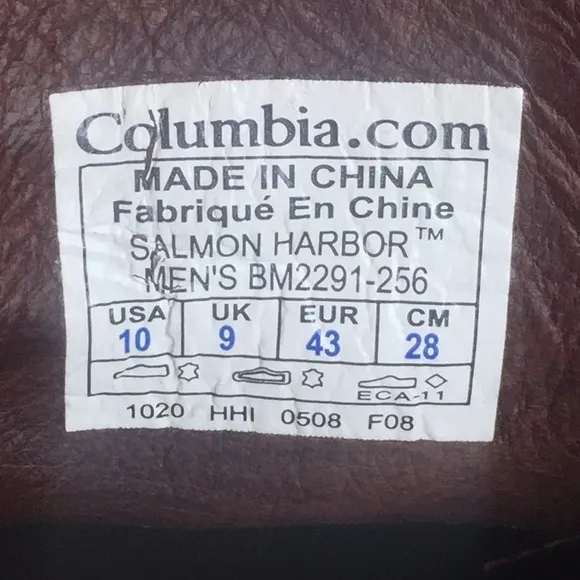 Columbia.com
MADE IN CHINA
Fabriqué En Chine
SALMON HARBOR™
MEN'S BM2291-256
USA UK EUR CM
10 9 43 28
ECA-11
1020 HHI 0508 F08